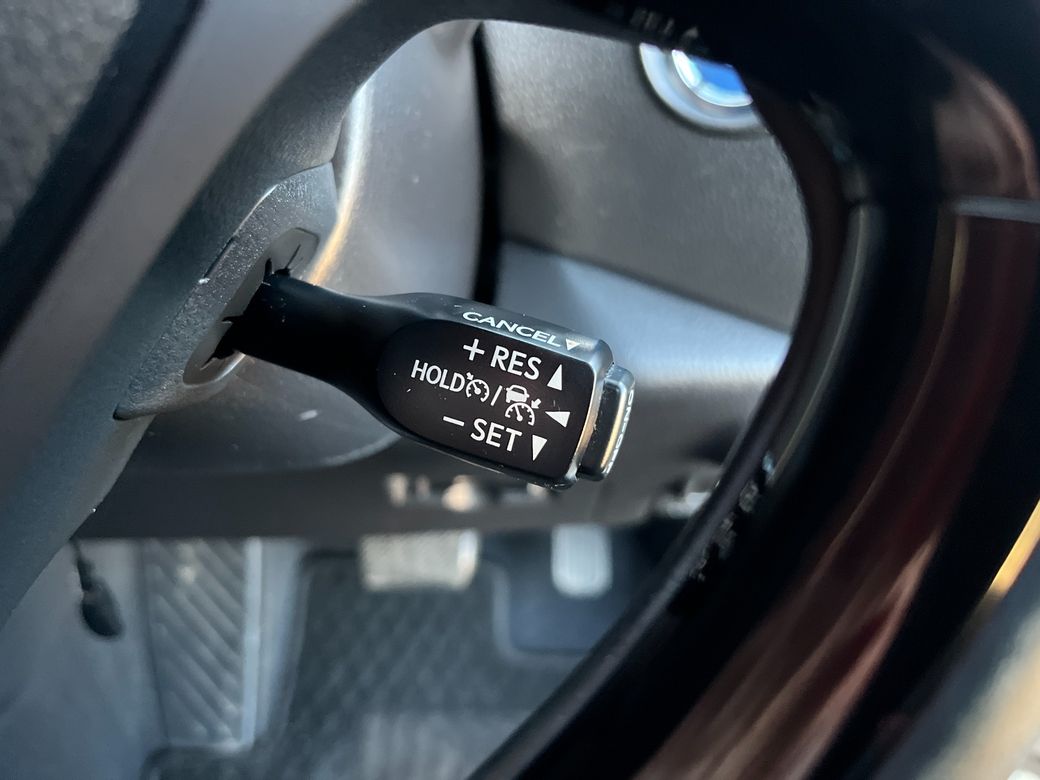 CANCEL▼
+ RES ▲
HOLD /
− SET ▼